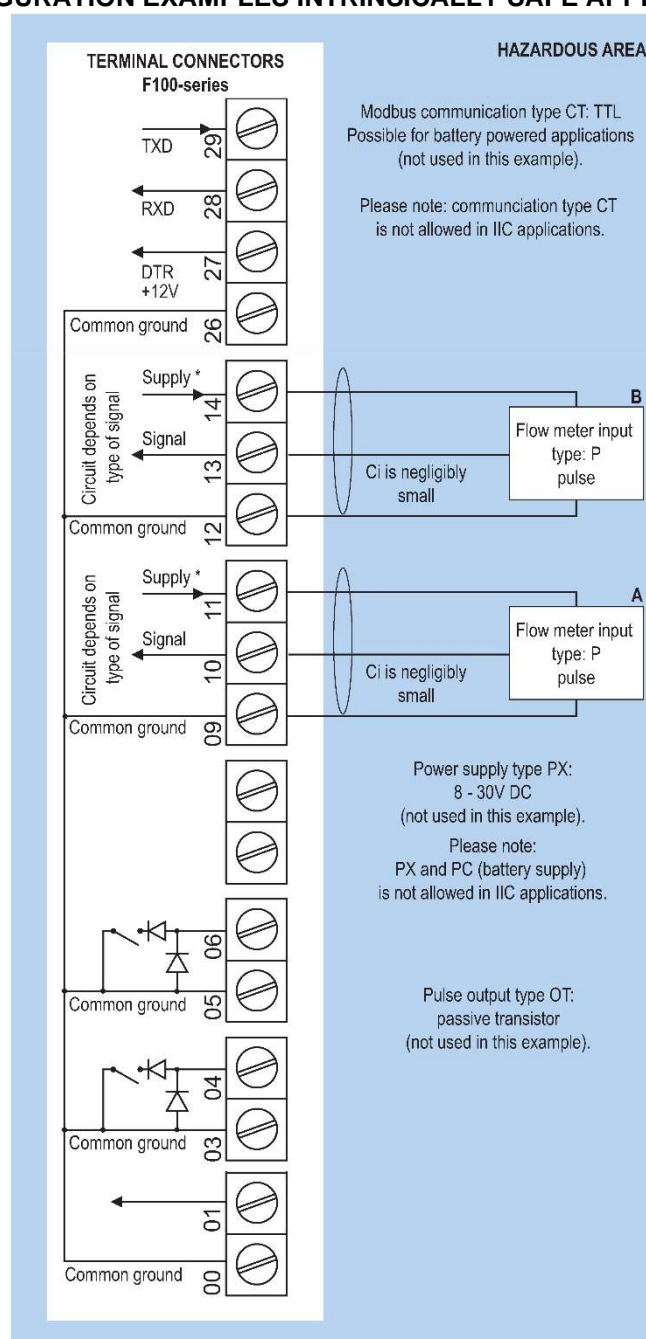 GURATION EXAMPLES INTRINSICALLY SAFE
TERMINAL CONNECTORS
F100-series
HAZARDOUS AREA
Modbus communication type CT: TTL
Possible for battery powered applications
(not used in this example).
Please note: communciation type CT
is not allowed in IIC applications.
TXD
29
RXD
28
DTR
+12V
27
Common ground
26
Circuit depends on
type of signal
Supply *
14
Signal
13
Common ground
12
Ci is negligibly
small
B
Flow meter input
type: P
pulse
Circuit depends on
type of signal
Supply *
11
Signal
10
Common ground
09
Ci is negligibly
small
A
Flow meter input
type: P
pulse
Power supply type PX:
8 - 30V DC
(not used in this example).
Please note:
PX and PC (battery supply)
is not allowed in IIC applications.
06
Common ground
05
Pulse output type OT:
passive transistor
(not used in this example).
04
Common ground
03
01
Common ground
00